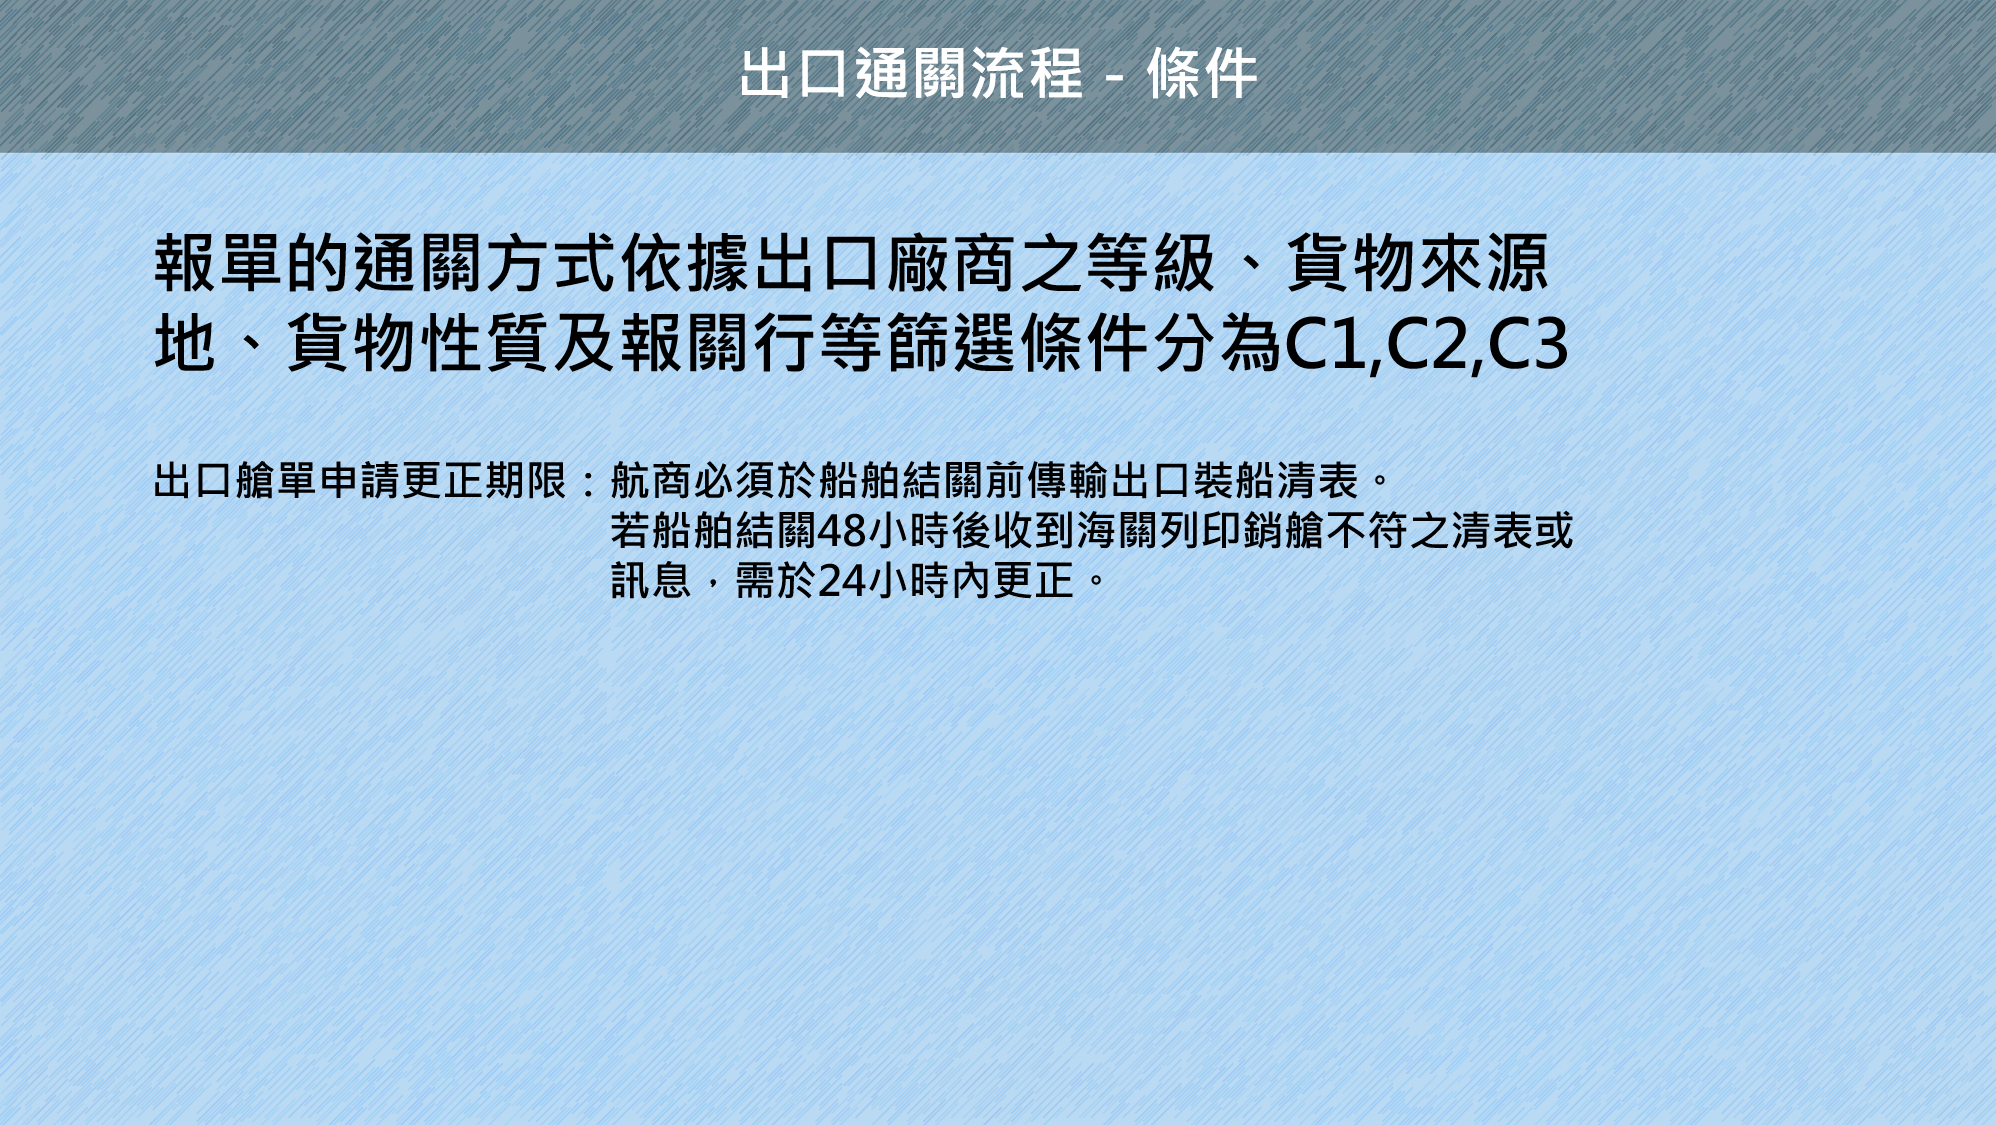 出口通關流程 - 條件
報單的通關方式依據出口廠商之等級、貨物來源
地、貨物性質及報關行等篩選條件分為C1,C2,C3
出口艙單申請更正期限：航商必須於船舶結關前傳輸出口裝船清表。
若船舶結關48小時後收到海關列印銷艙不符之清表或
訊息，需於24小時內更正。